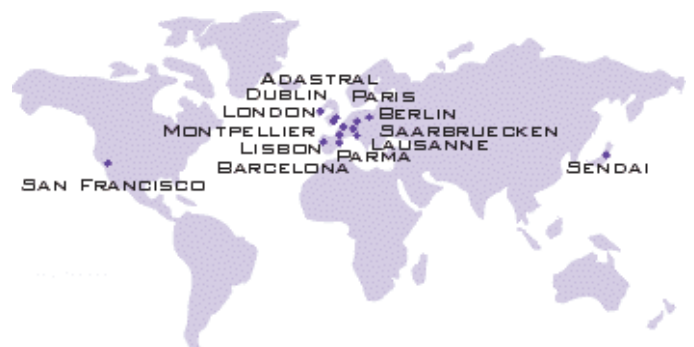 ADASTRAL
DUBLIN PARIS
LONDON BERLIN
MONTPELLIER SAARBRUECKEN
LISBON LAUSANNE
PARMA
BARCELONA SENDAI
SAN FRANCISCO